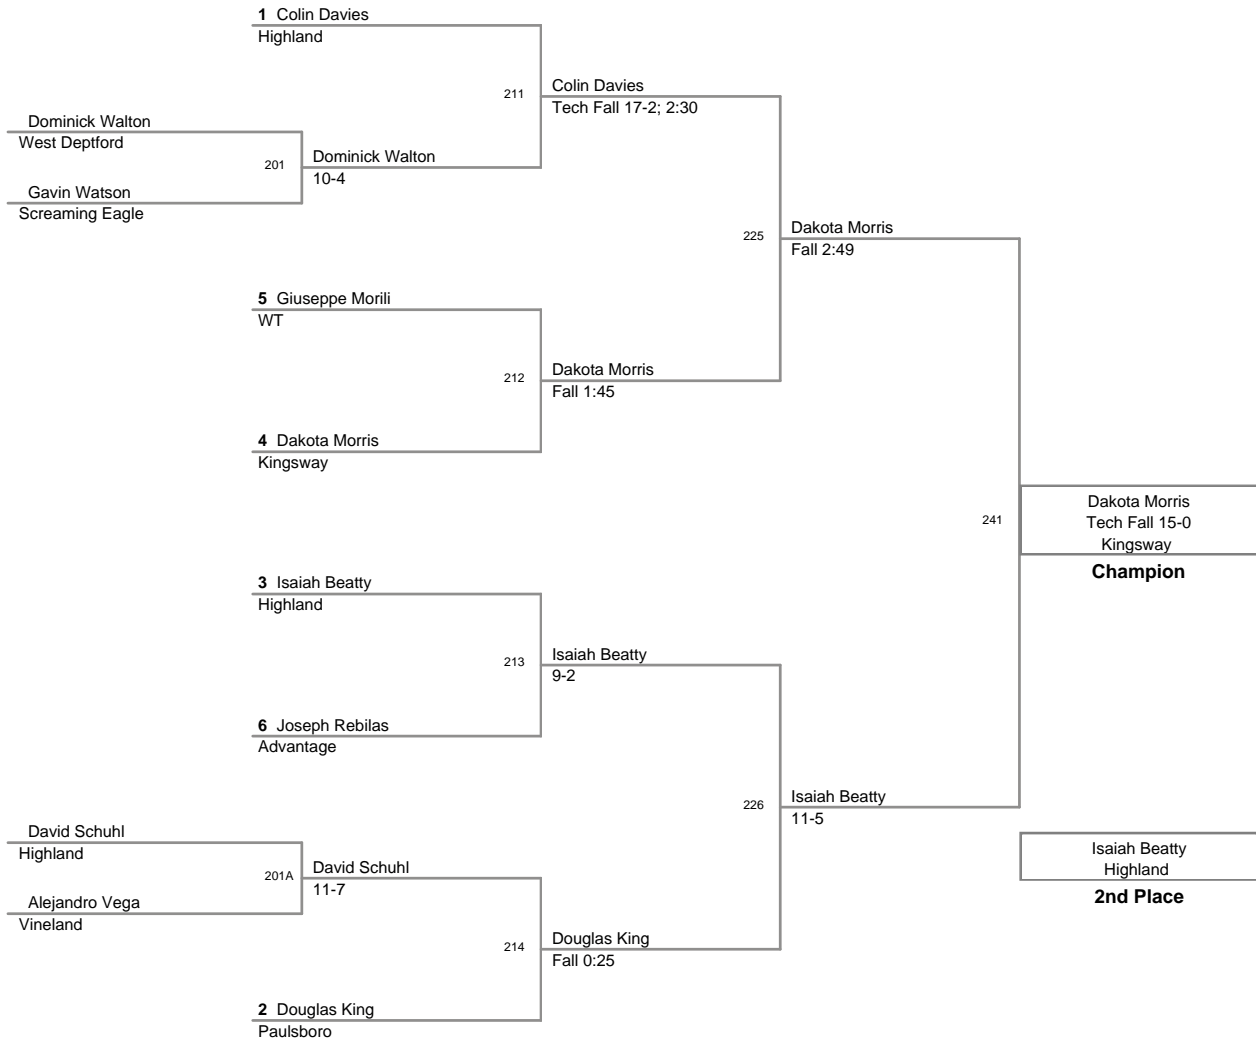 1 Colin Davies
Highland
211
Colin Davies
Tech Fall 17-2; 2:30
Dominick Walton
West Deptford
201
Dominick Walton
10-4
Gavin Watson
Screaming Eagle
225
Dakota Morris
Fall 2:49
5 Giuseppe Morili
WT
212
Dakota Morris
Fall 1:45
4 Dakota Morris
Kingsway
241
Dakota Morris
Tech Fall 15-0
Kingsway
Champion
3 Isaiah Beatty
Highland
213
Isaiah Beatty
9-2
6 Joseph Rebilas
Advantage
226
Isaiah Beatty
11-5
David Schuhl
Highland
201A
David Schuhl
11-7
Alejandro Vega
Vineland
Isaiah Beatty
Highland
2nd Place
214
Douglas King
Fall 0:25
2 Douglas King
Paulsboro